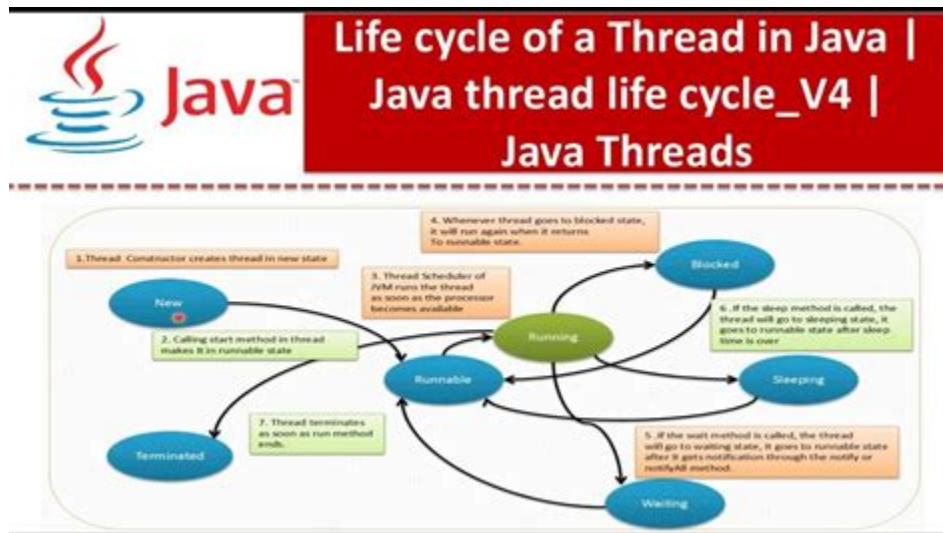 Java™
Life cycle of a Thread in Java |
Java thread life cycle_V4 |
Java Threads
4. Whenever thread goes to blocked state,
it will run again when it returns
To runnable state.
1.Thread Constructor creates thread in new state
3. Thread Scheduler of
JVM runs the thread
as soon as the processor
becomes available
Blocked
New
6 .If the sleep method is called, the
thread will go to sleeping state, it
goes to runnable state after sleep
time is over
Running
2. Calling start method in thread
makes It in runnable state
Runnable
Sleeping
7. Thread terminates
as soon as run method
ends.
Terminated
5 .If the wait method is called, the thread
will go to waiting state, it goes to runnable state
after it gets notification through the notify or
notifyAll method.
Waiting